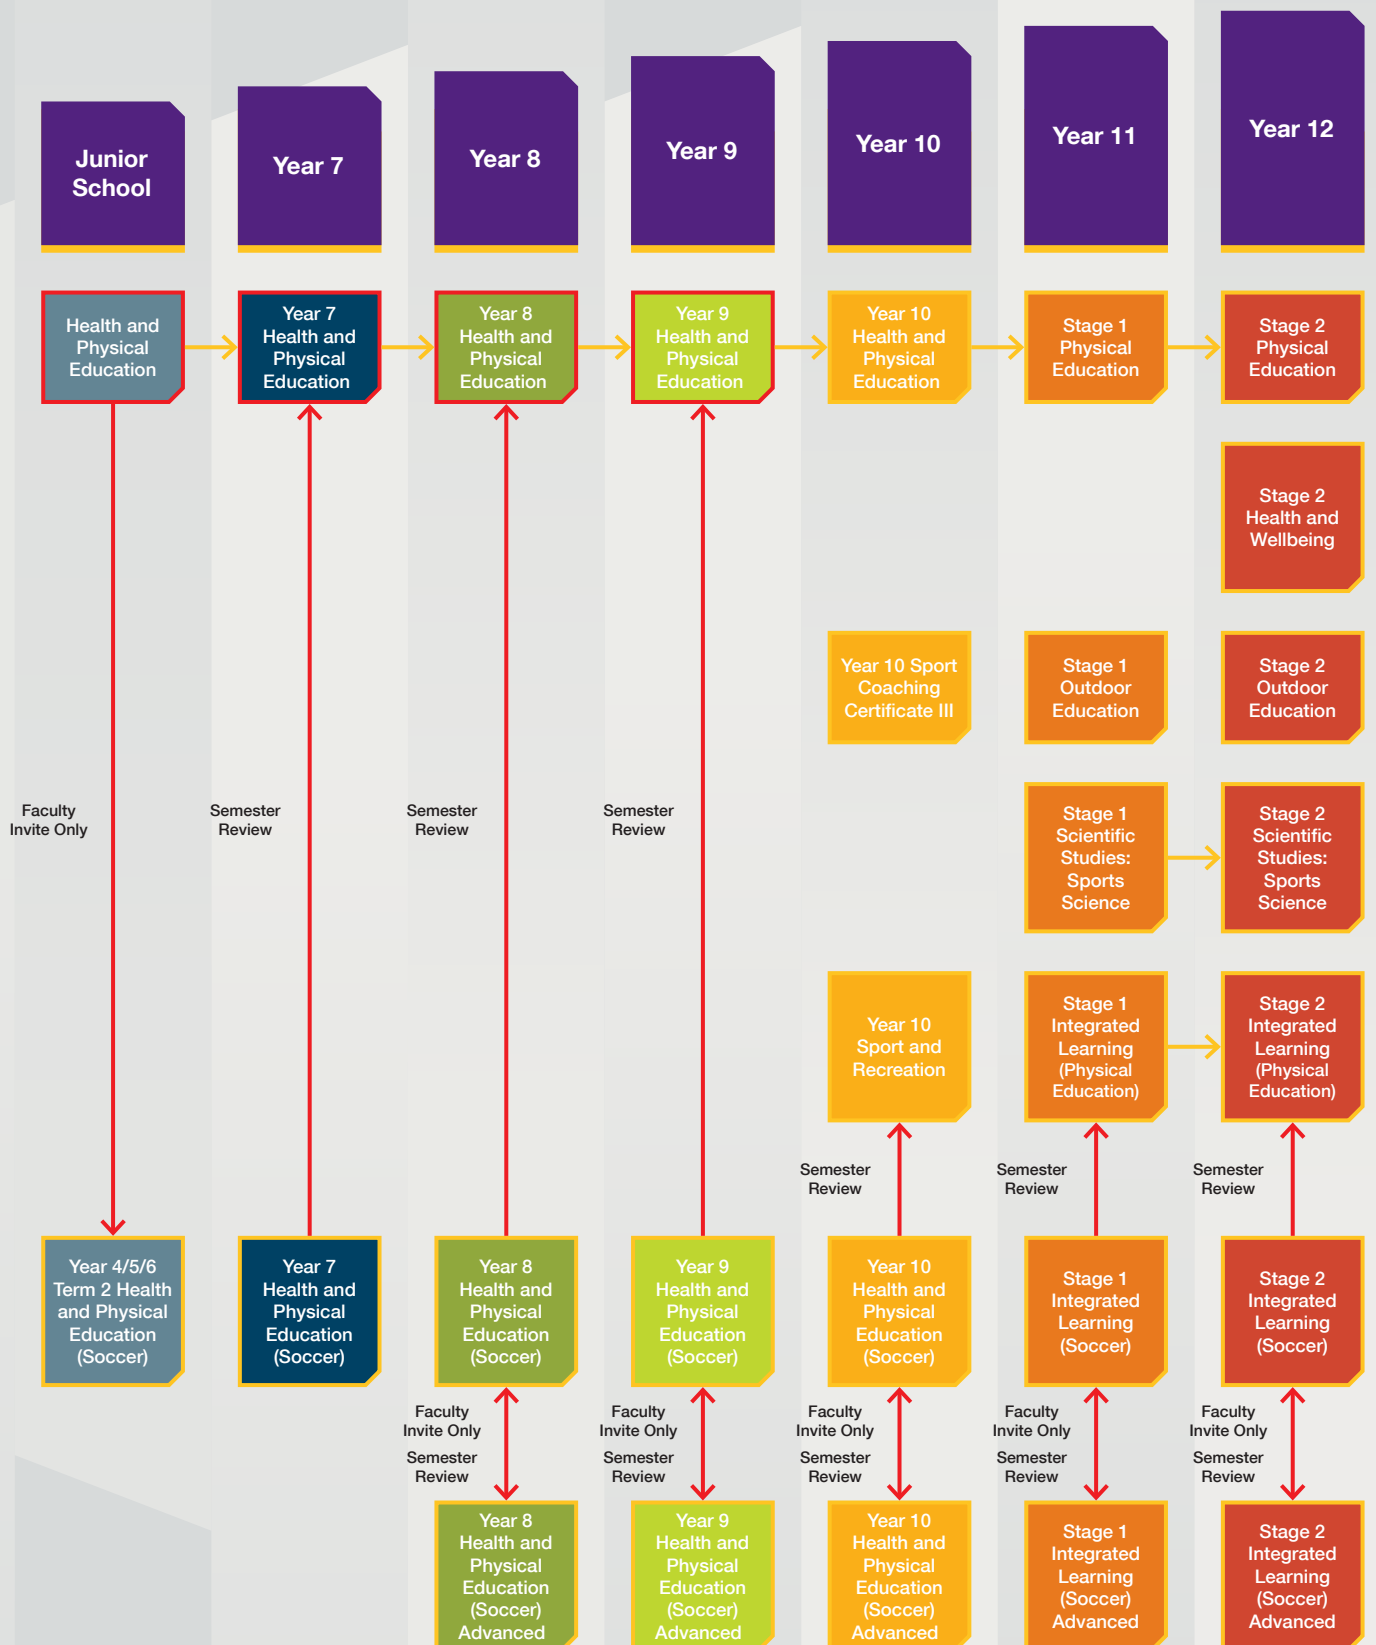 Junior
School
Year 7
Year 8
Year 9
Year 10
Year 11
Year 12
Health and
Physical
Education
Year 7
Health and
Physical
Education
Year 8
Health and
Physical
Education
Year 9
Health and
Physical
Education
Year 10
Health and
Physical
Education
Stage 1
Physical
Education
Stage 2
Physical
Education
Stage 2
Health and
Wellbeing
Year 10 Sport
Coaching
Certificate III
Stage 1
Outdoor
Education
Stage 2
Outdoor
Education
Faculty
Invite Only
Semester
Review
Semester
Review
Semester
Review
Stage 1
Scientific
Studies:
Sports
Science
Stage 2
Scientific
Studies:
Sports
Science
Year 10
Sport and
Recreation
Stage 1
Integrated
Learning
(Physical
Education)
Stage 2
Integrated
Learning
(Physical
Education)
Semester
Review
Semester
Review
Semester
Review
Year 4/5/6
Term 2 Health
and Physical
Education
(Soccer)
Year 7
Health and
Physical
Education
(Soccer)
Year 8
Health and
Physical
Education
(Soccer)
Year 9
Health and
Physical
Education
(Soccer)
Year 10
Health and
Physical
Education
(Soccer)
Stage 1
Integrated
Learning
(Soccer)
Stage 2
Integrated
Learning
(Soccer)
Faculty
Invite Only
Semester
Review
Faculty
Invite Only
Semester
Review
Faculty
Invite Only
Semester
Review
Faculty
Invite Only
Semester
Review
Faculty
Invite Only
Semester
Review
Year 8
Health and
Physical
Education
(Soccer)
Advanced
Year 9
Health and
Physical
Education
(Soccer)
Advanced
Year 10
Health and
Physical
Education
(Soccer)
Advanced
Stage 1
Integrated
Learning
(Soccer)
Advanced
Stage 2
Integrated
Learning
(Soccer)
Advanced